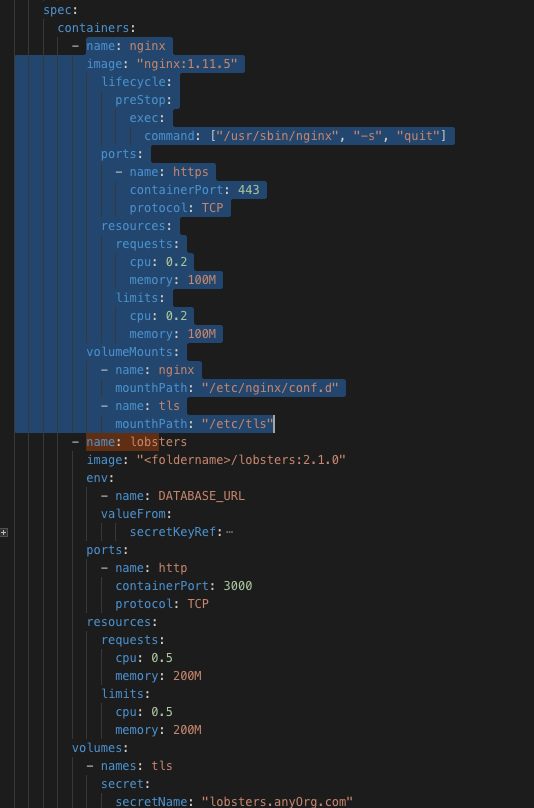 spec:
containers:
- name: nginx
image: "nginx:1.11.5"
lifecycle:
preStop:
exec:
command: ["/usr/sbin/nginx", "-s", "quit"]
ports:
- name: https
containerPort: 443
protocol: TCP
resources:
requests:
cpu: 0.2
memory: 100M
limits:
cpu: 0.2
memory: 100M
volumeMounts:
- name: nginx
mounthPath: "/etc/nginx/conf.d"
- name: tls
mounthPath: "/etc/tls"
- name: lobsters
image: "<foldername>/lobsters:2.1.0"
env:
- name: DATABASE_URL
valueFrom:
secretKeyRef:⋯
ports:
- name: http
containerPort: 3000
protocol: TCP
resources:
requests:
cpu: 0.5
memory: 200M
limits:
cpu: 0.5
memory: 200M
volumes:
- names: tls
secret:
secretName: "lobsters.anyOrg.com"